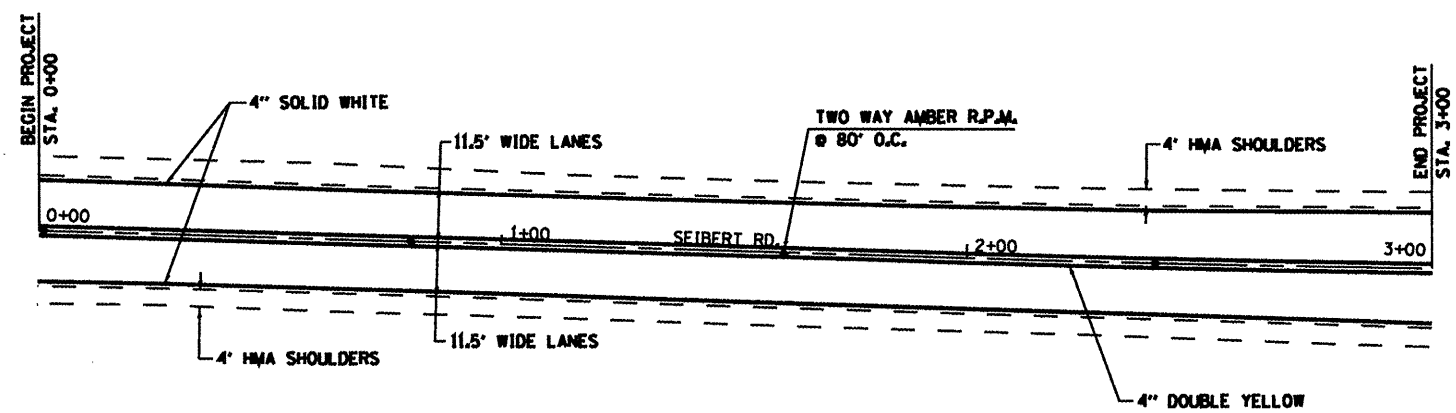 BEGIN PROJECT
STA. 0+00
4" SOLID WHITE
11.5' WIDE LANES
TWO WAY AMBER R.P.M.
@ 80' O.C.
4' HMA SHOULDERS
END PROJECT
STA. 3+00
0+00
1+00
SEIBERT RD.
2+00
3+00
11.5' WIDE LANES
4' HMA SHOULDERS
4" DOUBLE YELLOW